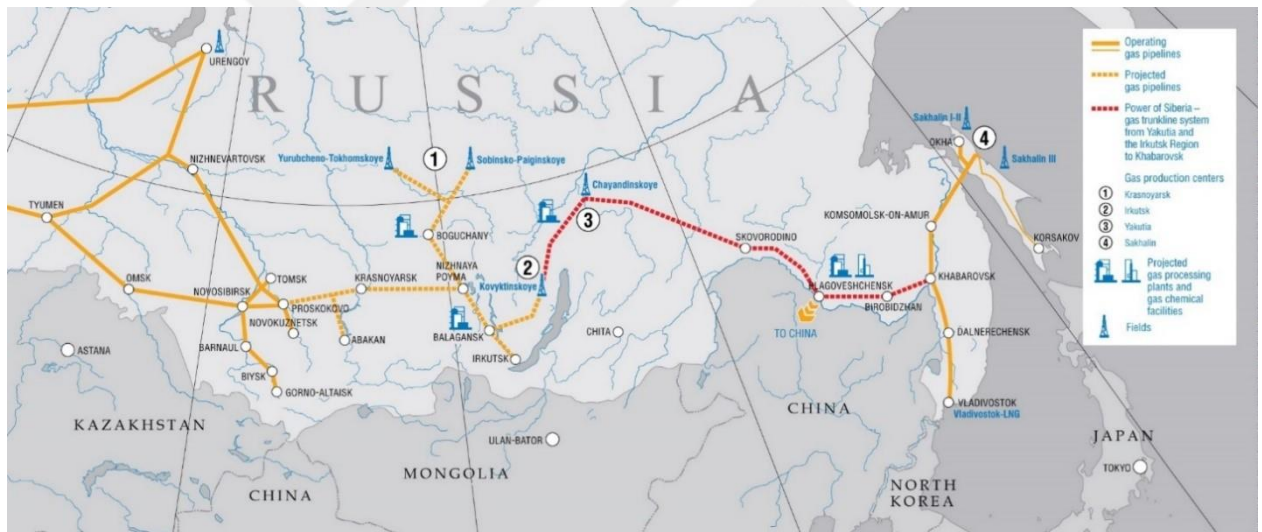 URENGOY
RUSSIA
NIZHNEVARTOVSK
TYUMEN
OMSK
NOVOSIBIRSK
TOMSK
PROSKOKOVO
NOVOKUZNETSK
BARNAUL
BIYSK
GORNO-ALTAISK
ASTANA
KAZAKHSTAN
CHINA
Yurubcheno-Tokhomskoye
1
Sobinsko-Paiginskoye
BOGUCHANY
KRASNOYARSK
NIZHNAYA
POYMA
ABAKAN
BALAGANSK
IRKUTSK
2
Kovyktinskoye
Chayandinskoye
3
CHITA
ULAN-BATOR
MONGOLIA
SKOVORODINO
BLAGOVESHCHENSK
TO CHINA
BIROBIDZHAN
CHINA
Sakhalin I-II
OKHA
4
Sakhalin III
KOMSOMOLSK-ON-AMUR
KORSAKOV
KHABAROVSK
DALNERECHENSK
VLADIVOSTOK
Vladivostok-LNG
NORTH
KOREA
JAPAN
TOKYO
Operating
gas pipelines
Projected
gas pipelines
Power of Siberia –
gas trunkline system
from Yakutia and
the Irkutsk Region
to Khabarovsk
Gas production centers
1 Krasnoyarsk
2 Irkutsk
3 Yakutia
4 Sakhalin
Projected
gas processing
plants and
gas chemical
facilities
Fields